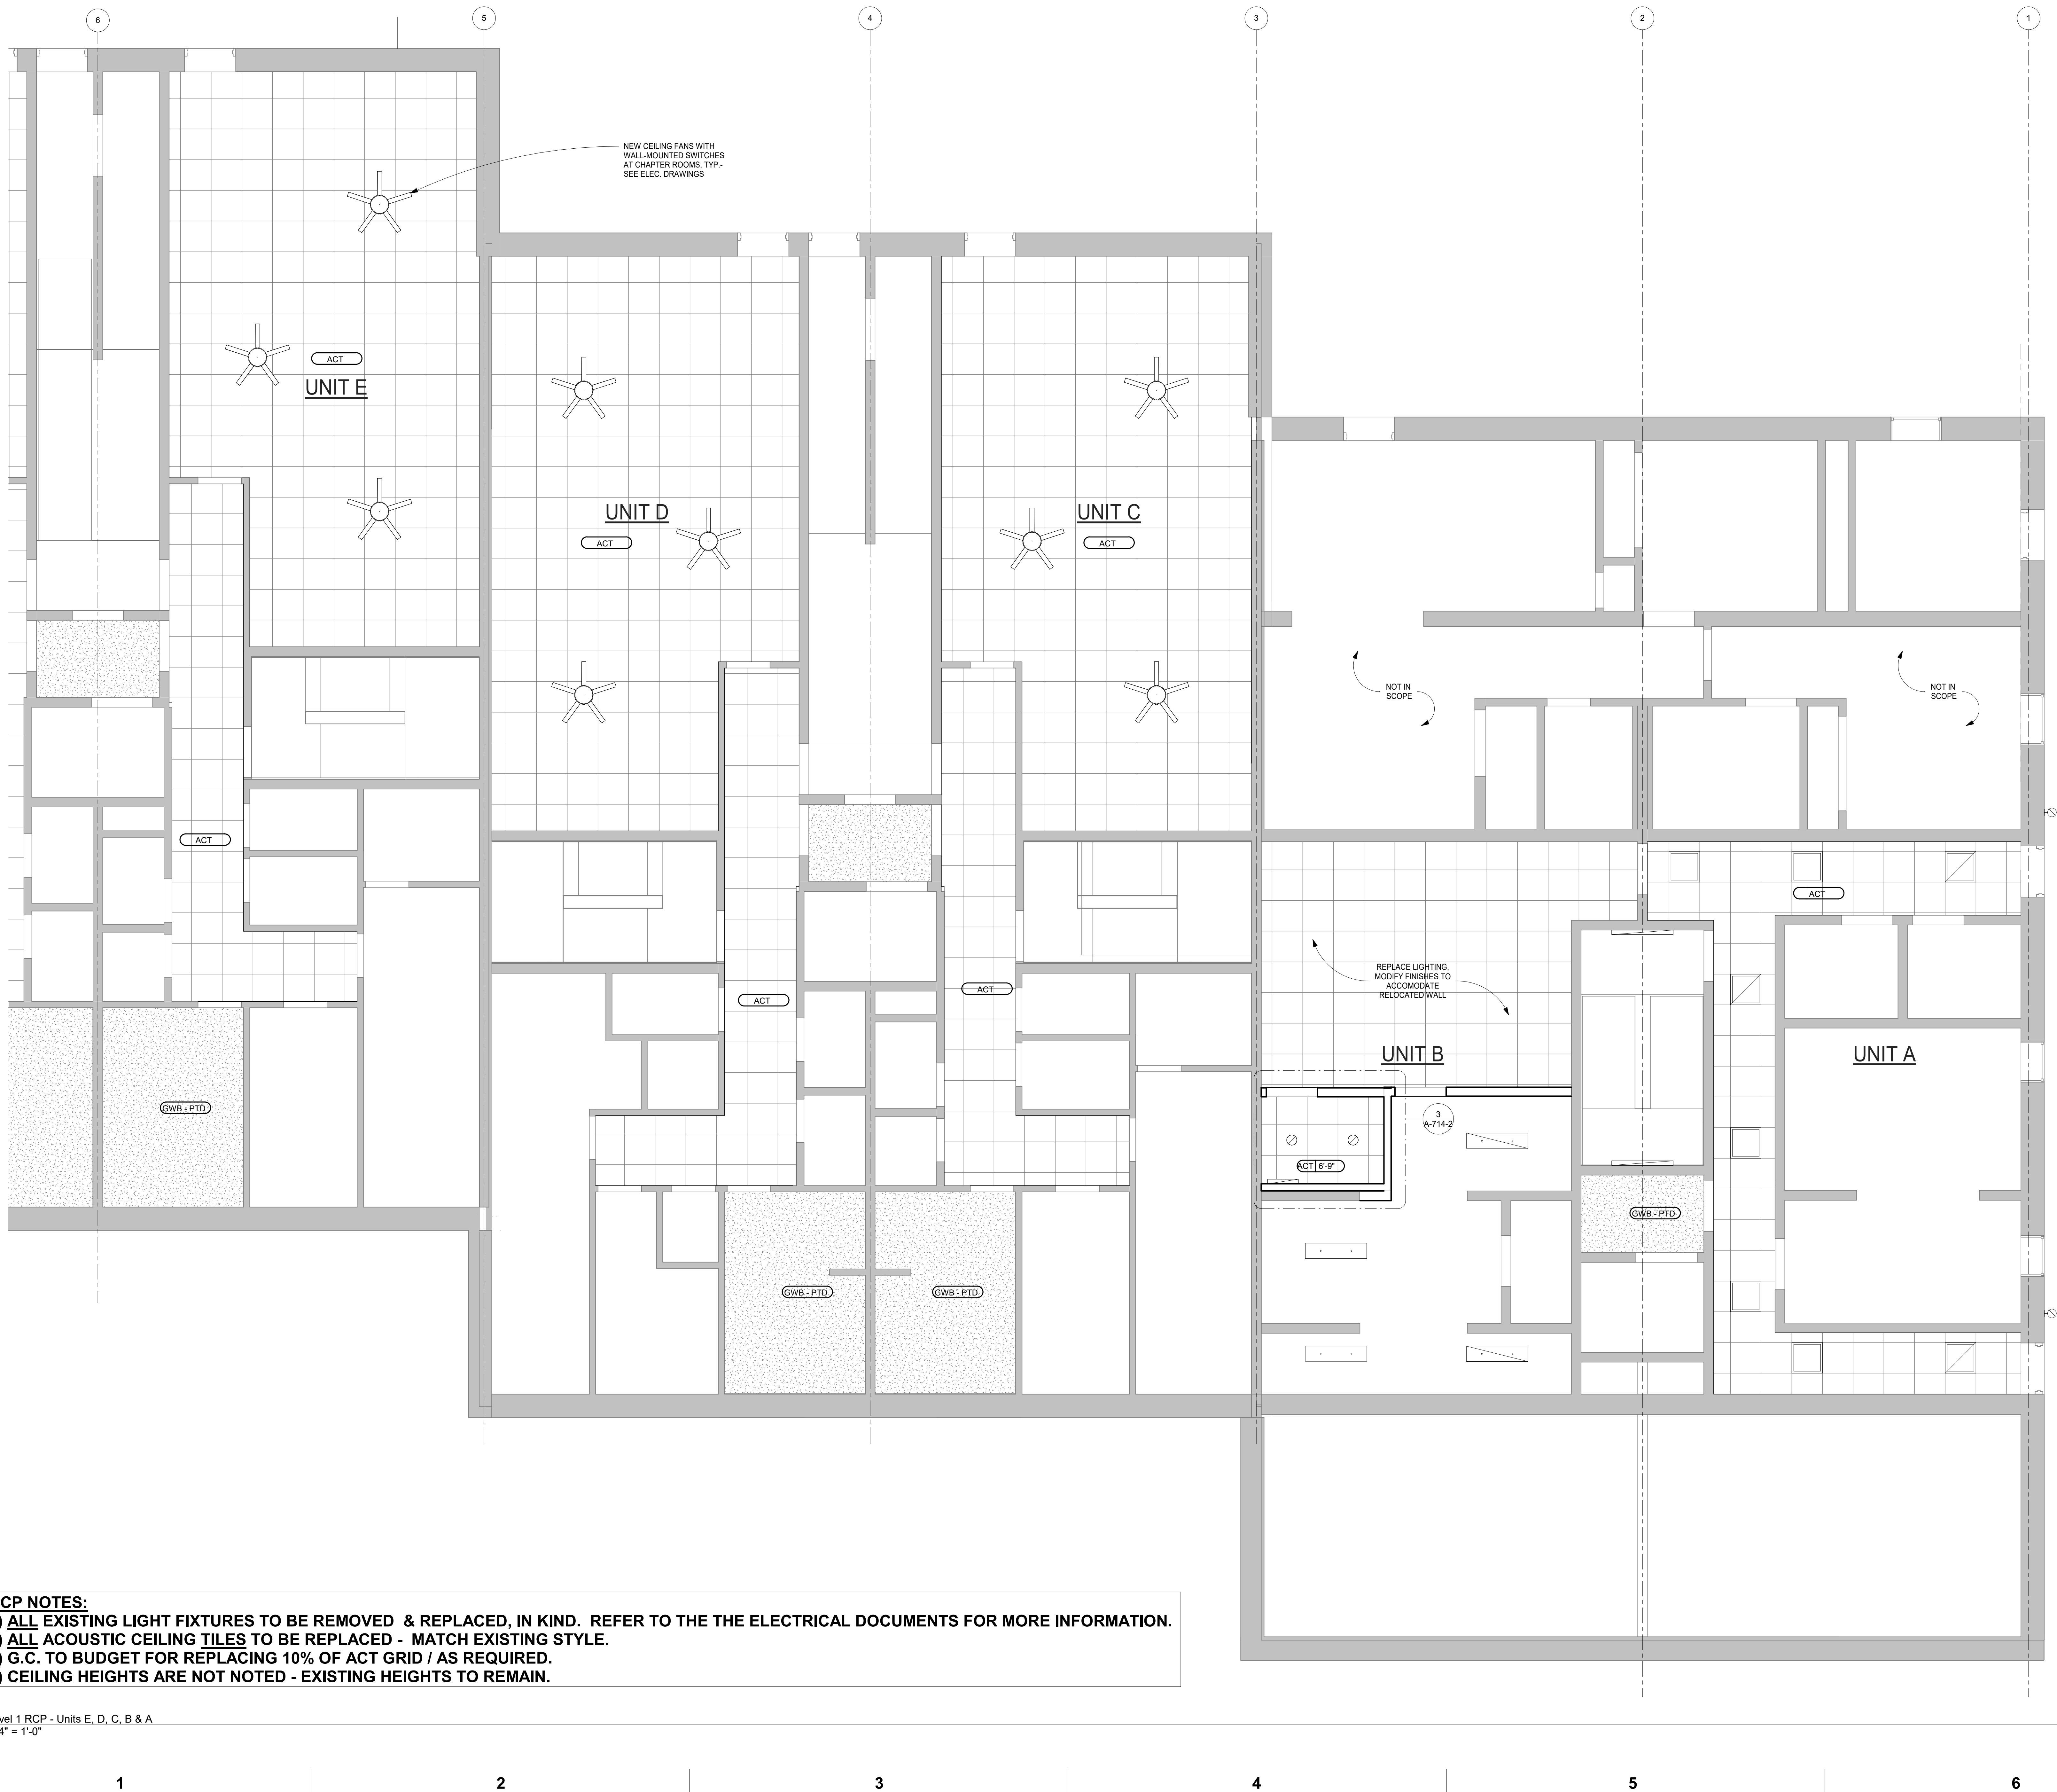 6
5
4
3
2
1
NEW CEILING FANS WITH
WALL-MOUNTED SWITCHES
AT CHAPTER ROOMS, TYP.-
SEE ELEC. DRAWINGS
ACT
UNIT E
UNIT D
ACT
UNIT C
ACT
NOT IN
SCOPE
NOT IN
SCOPE
ACT
ACT
ACT
ACT
REPLACE LIGHTING,
MODIFY FINISHES TO
ACCOMODATE
RELOCATED WALL
UNIT B
UNIT A
GWB - PTD
3
A-714-2
ACT 6'-9"
GWB - PTD
GWB - PTD
GWB - PTD
CP NOTES:
) ALL EXISTING LIGHT FIXTURES TO BE REMOVED & REPLACED, IN KIND. REFER TO THE THE ELECTRICAL DOCUMENTS FOR MORE INFORMATION.
) ALL ACOUSTIC CEILING TILES TO BE REPLACED - MATCH EXISTING STYLE.
) G.C. TO BUDGET FOR REPLACING 10% OF ACT GRID / AS REQUIRED.
) CEILING HEIGHTS ARE NOT NOTED - EXISTING HEIGHTS TO REMAIN.
vel 1 RCP - Units E, D, C, B & A
4" = 1'-0"
1
2
3
4
5
6